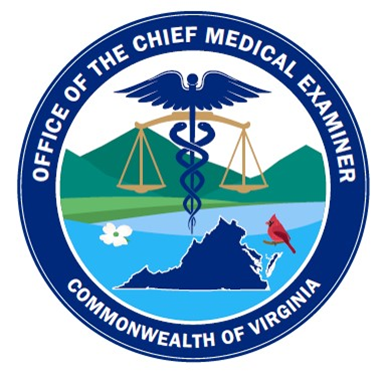 OFFICE OF THE CHIEF MEDICAL EXAMINER
COMMONWEALTH OF VIRGINIA